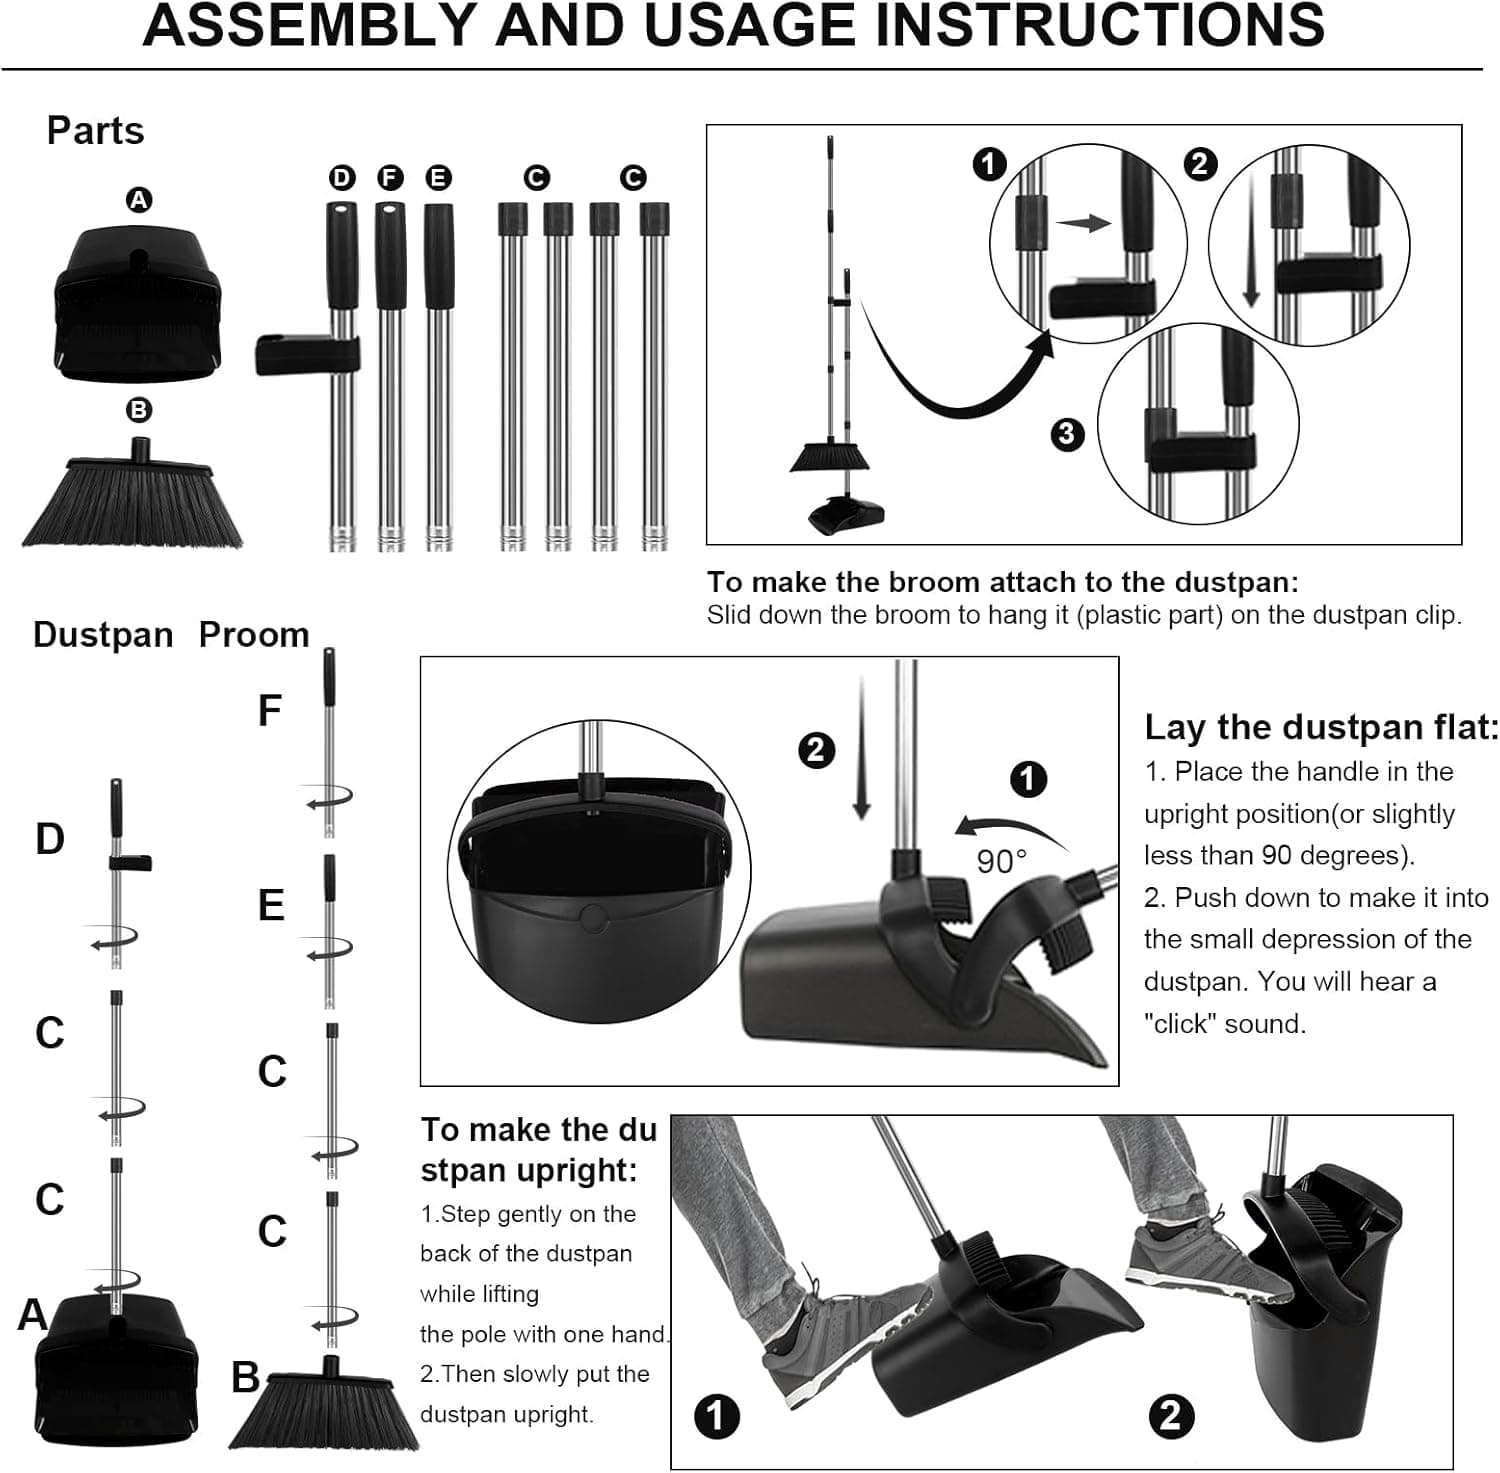 ASSEMBLY AND USAGE INSTRUCTIONS
Parts
A
B
D F E C C
1
2
3
To make the broom attach to the dustpan:
Slid down the broom to hang it (plastic part) on the dustpan clip.
Dustpan Proom
D
C
C
A
F
E
C
C
B
2
1
90°
Lay the dustpan flat:
1. Place the handle in the
upright position(or slightly
less than 90 degrees).
2. Push down to make it into
the small depression of the
dustpan. You will hear a
"click" sound.
To make the du
stpan upright:
1.Step gently on the
back of the dustpan
while lifting
the pole with one hand.
2.Then slowly put the
dustpan upright.
1
2